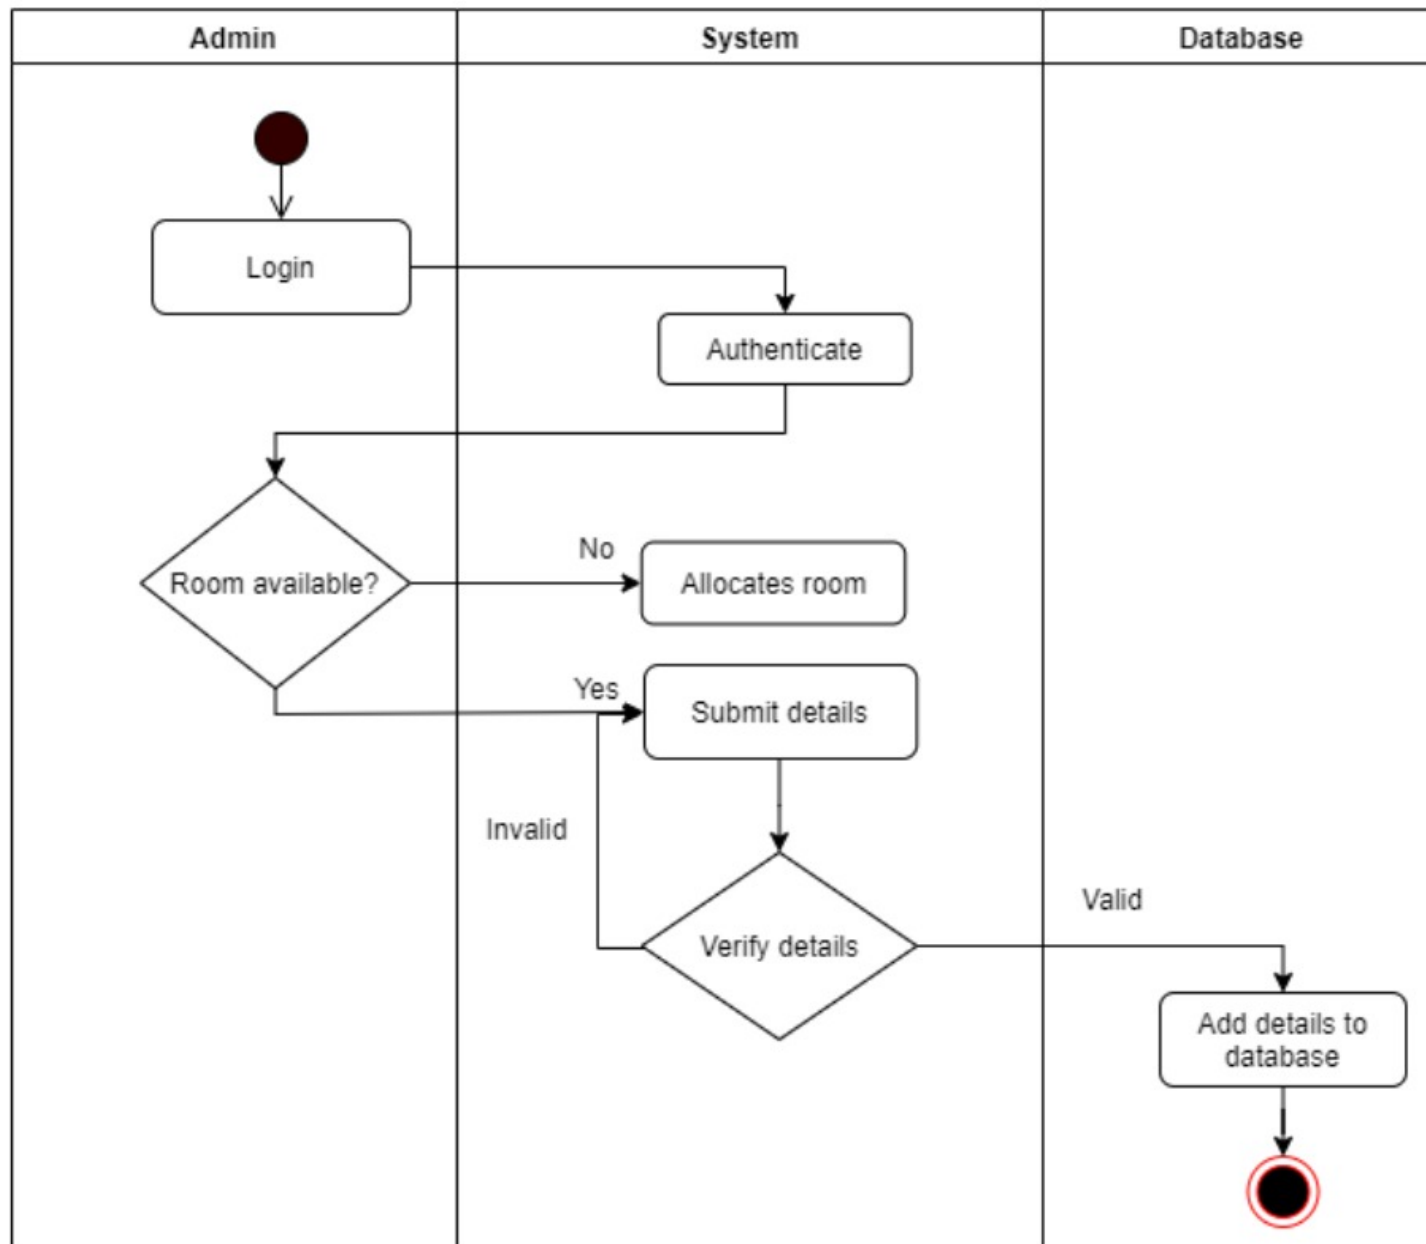 Admin
System
Database
Login
Authenticate
Room available?
No
Allocates room
Yes
Submit details
Invalid
Verify details
Valid
Add details to
database